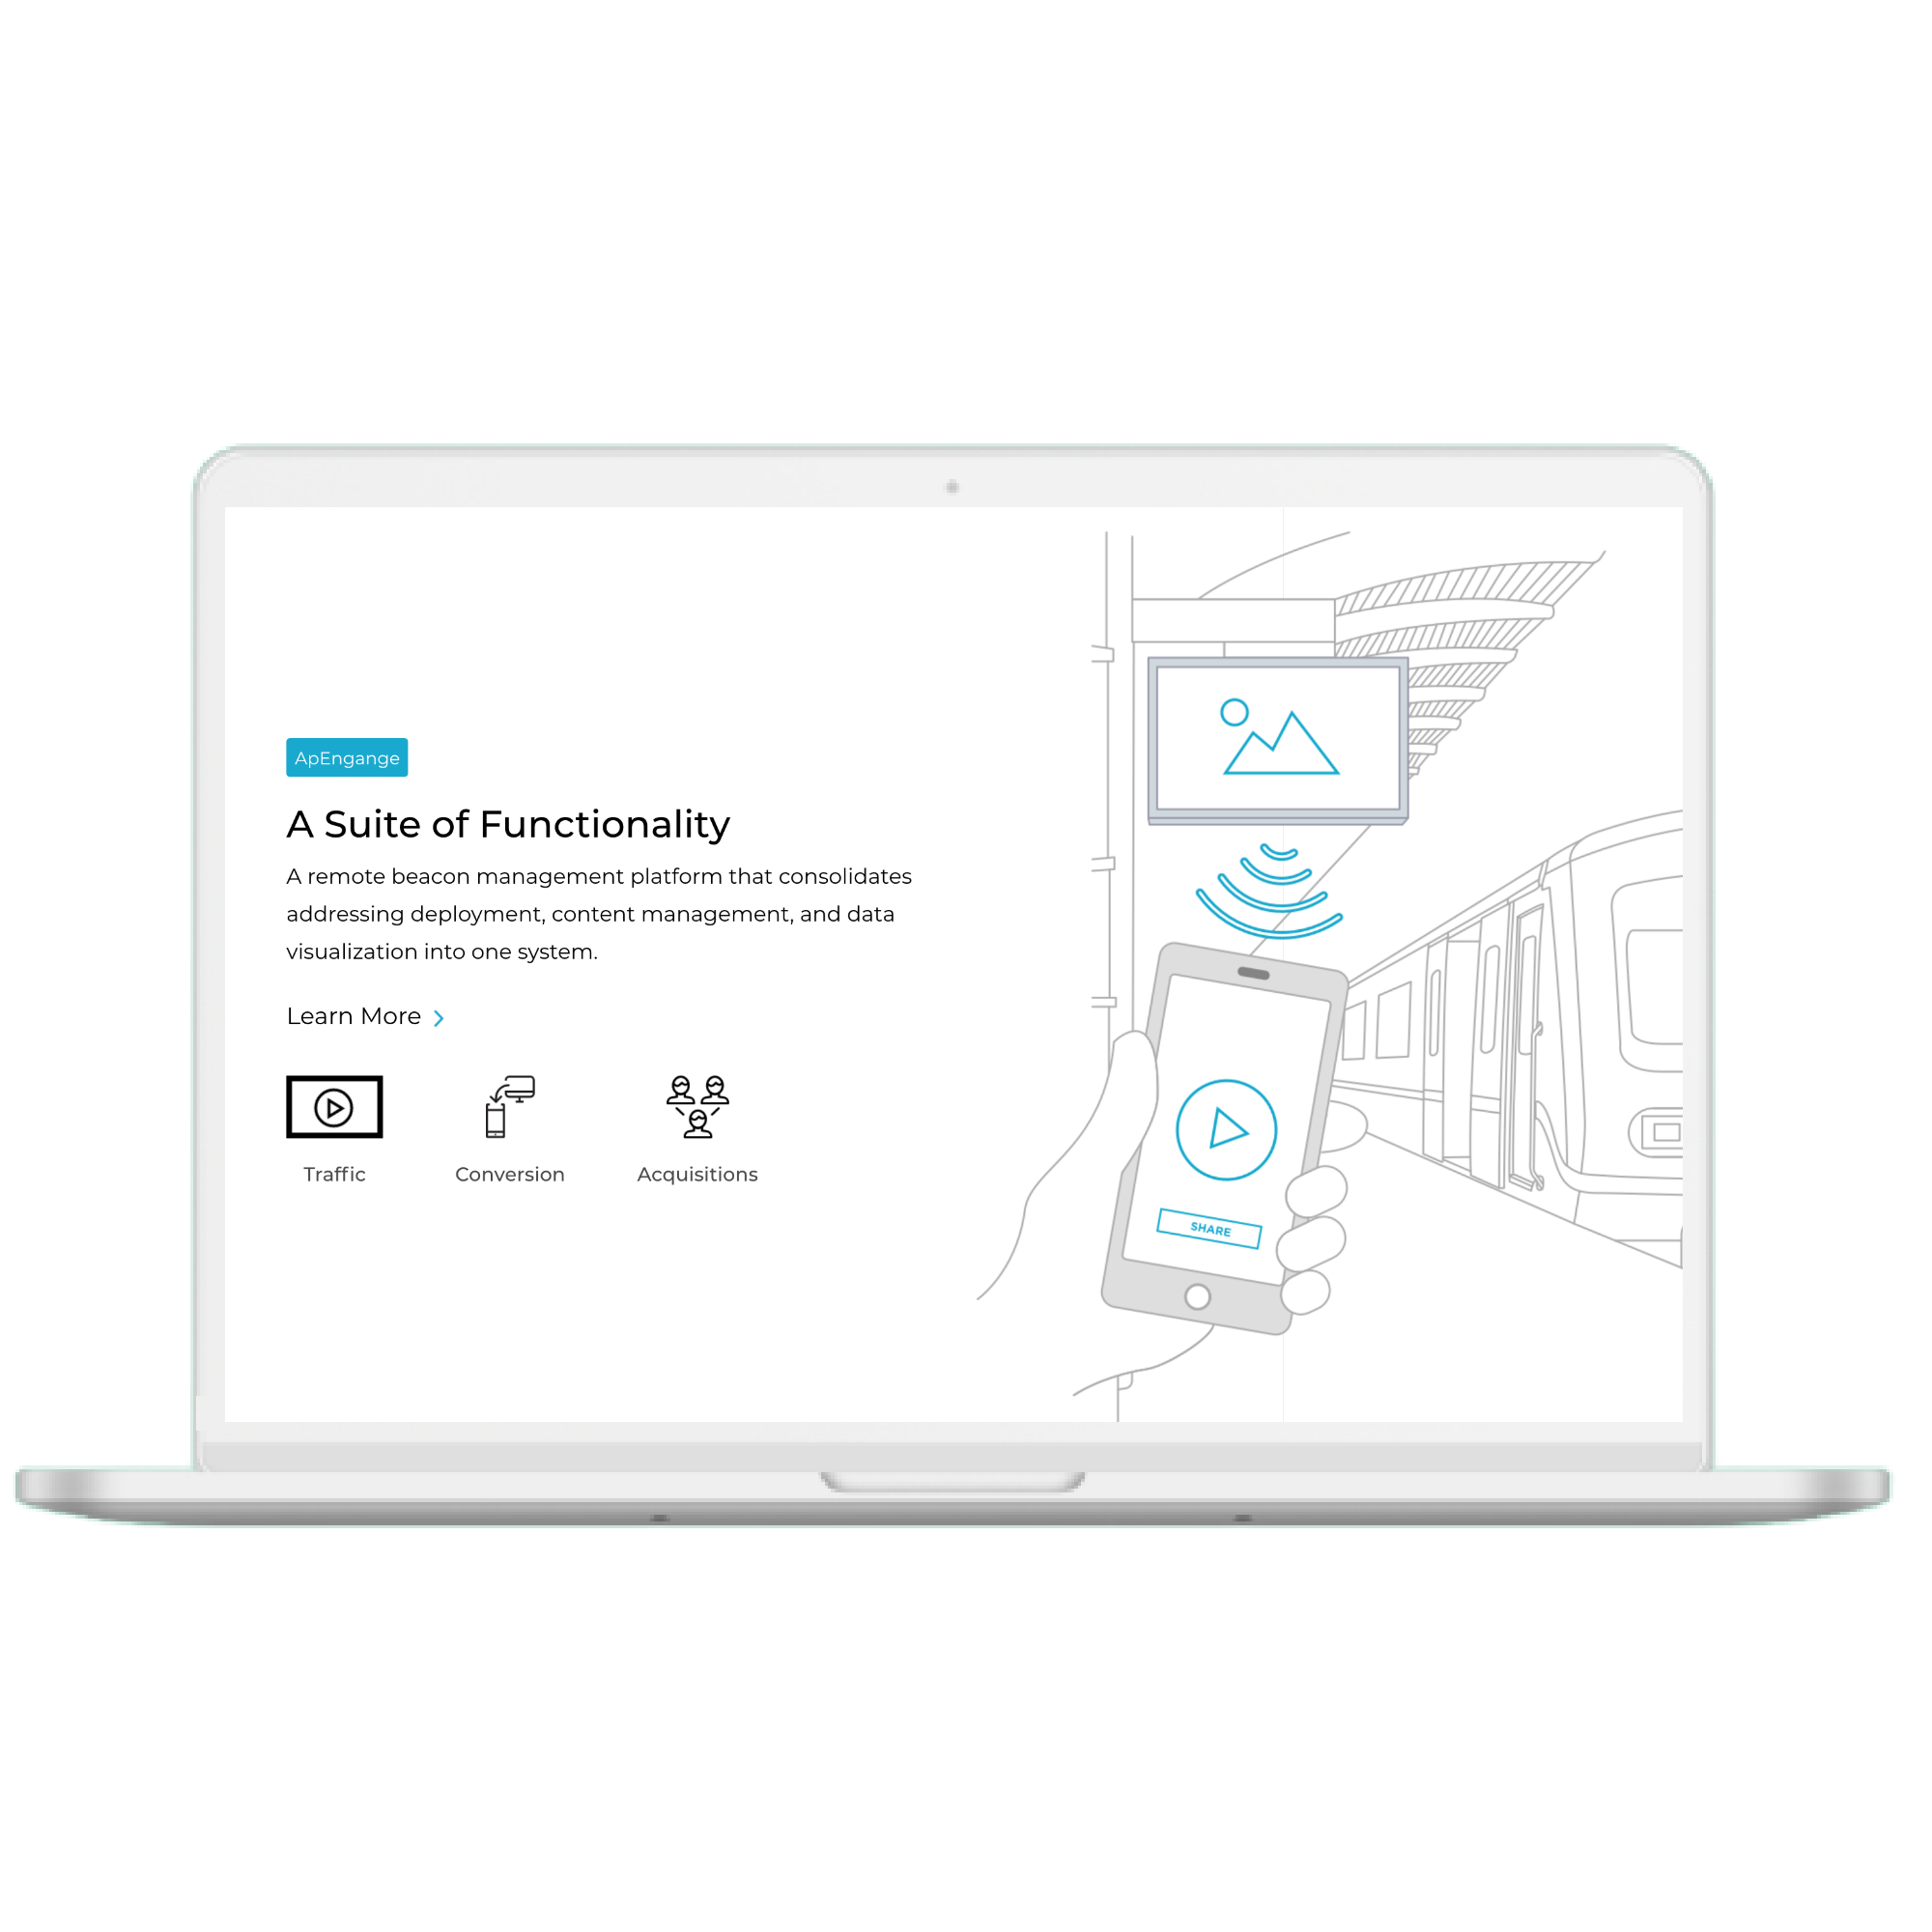 ApEngange
A Suite of Functionality
A remote beacon management platform that consolidates
addressing deployment, content management, and data
visualization into one system.
Learn More
Traffic
Conversion
Acquisitions
SHARE